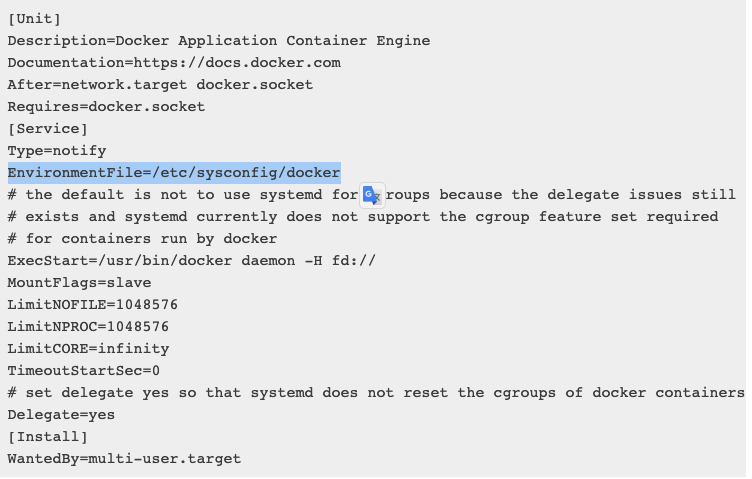 [Unit]
Description=Docker Application Container Engine
Documentation=https://docs.docker.com
After=network.target docker.socket
Requires=docker.socket
[Service]
Type=notify
EnvironmentFile=/etc/sysconfig/docker
# the default is not to use systemd for roups because the delegate issues still
# exists and systemd currently does not support the cgroup feature set required
# for containers run by docker
ExecStart=/usr/bin/docker daemon -H fd://
MountFlags=slave
LimitNOFILE=1048576
LimitNPROC=1048576
LimitCORE=infinity
TimeoutStartSec=0
# set delegate yes so that systemd does not reset the cgroups of docker containers
Delegate=yes
[Install]
WantedBy=multi-user.target